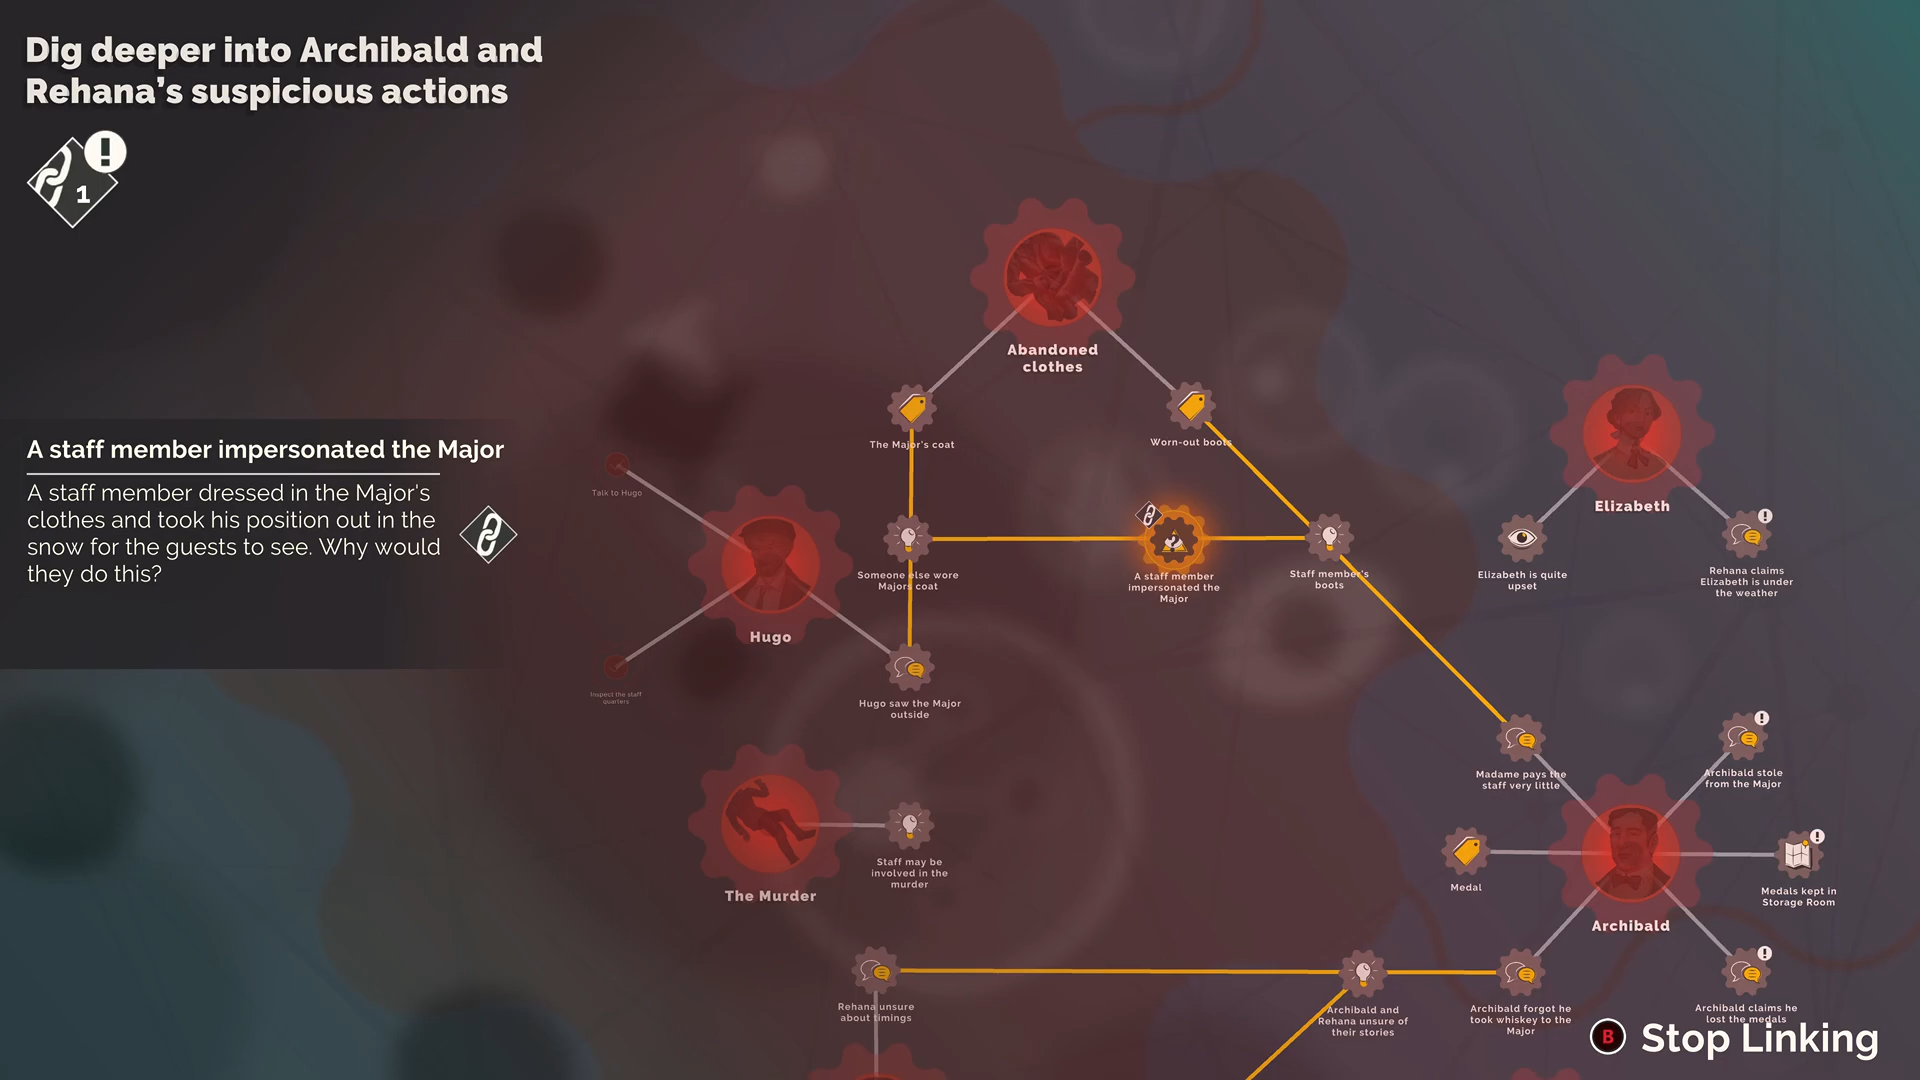 Dig deeper into Archibald and
Rehana's suspicious actions
1
A staff member impersonated the Major
A staff member dressed in the Major's
clothes and took his position out in the
snow for the guests to see. Why would
they do this?
Abandoned
clothes
The Major's coat
Worn-out boots
Talk to Hugo
Elizabeth
Someone else wore
Majors coat
A staff member
impersonated the
Major
Staff member's
boots
Elizabeth is quite
upset
Rehana claims
Elizabeth is under
the weather
Hugo
Inspect the staff
quarters
Hugo saw the Major
outside
Madame pays the
staff very little
Archibald stole
from the Major
The Murder
Staff may be
involved in the
murder
Medal
Medals kept in
Storage Room
Archibald
Rehana unsure
about timings
Archibald and
Rehana unsure of
their stories
Archibald forgot he
took whiskey to the
Major
Archibald claims he
lost the medals
B Stop Linking